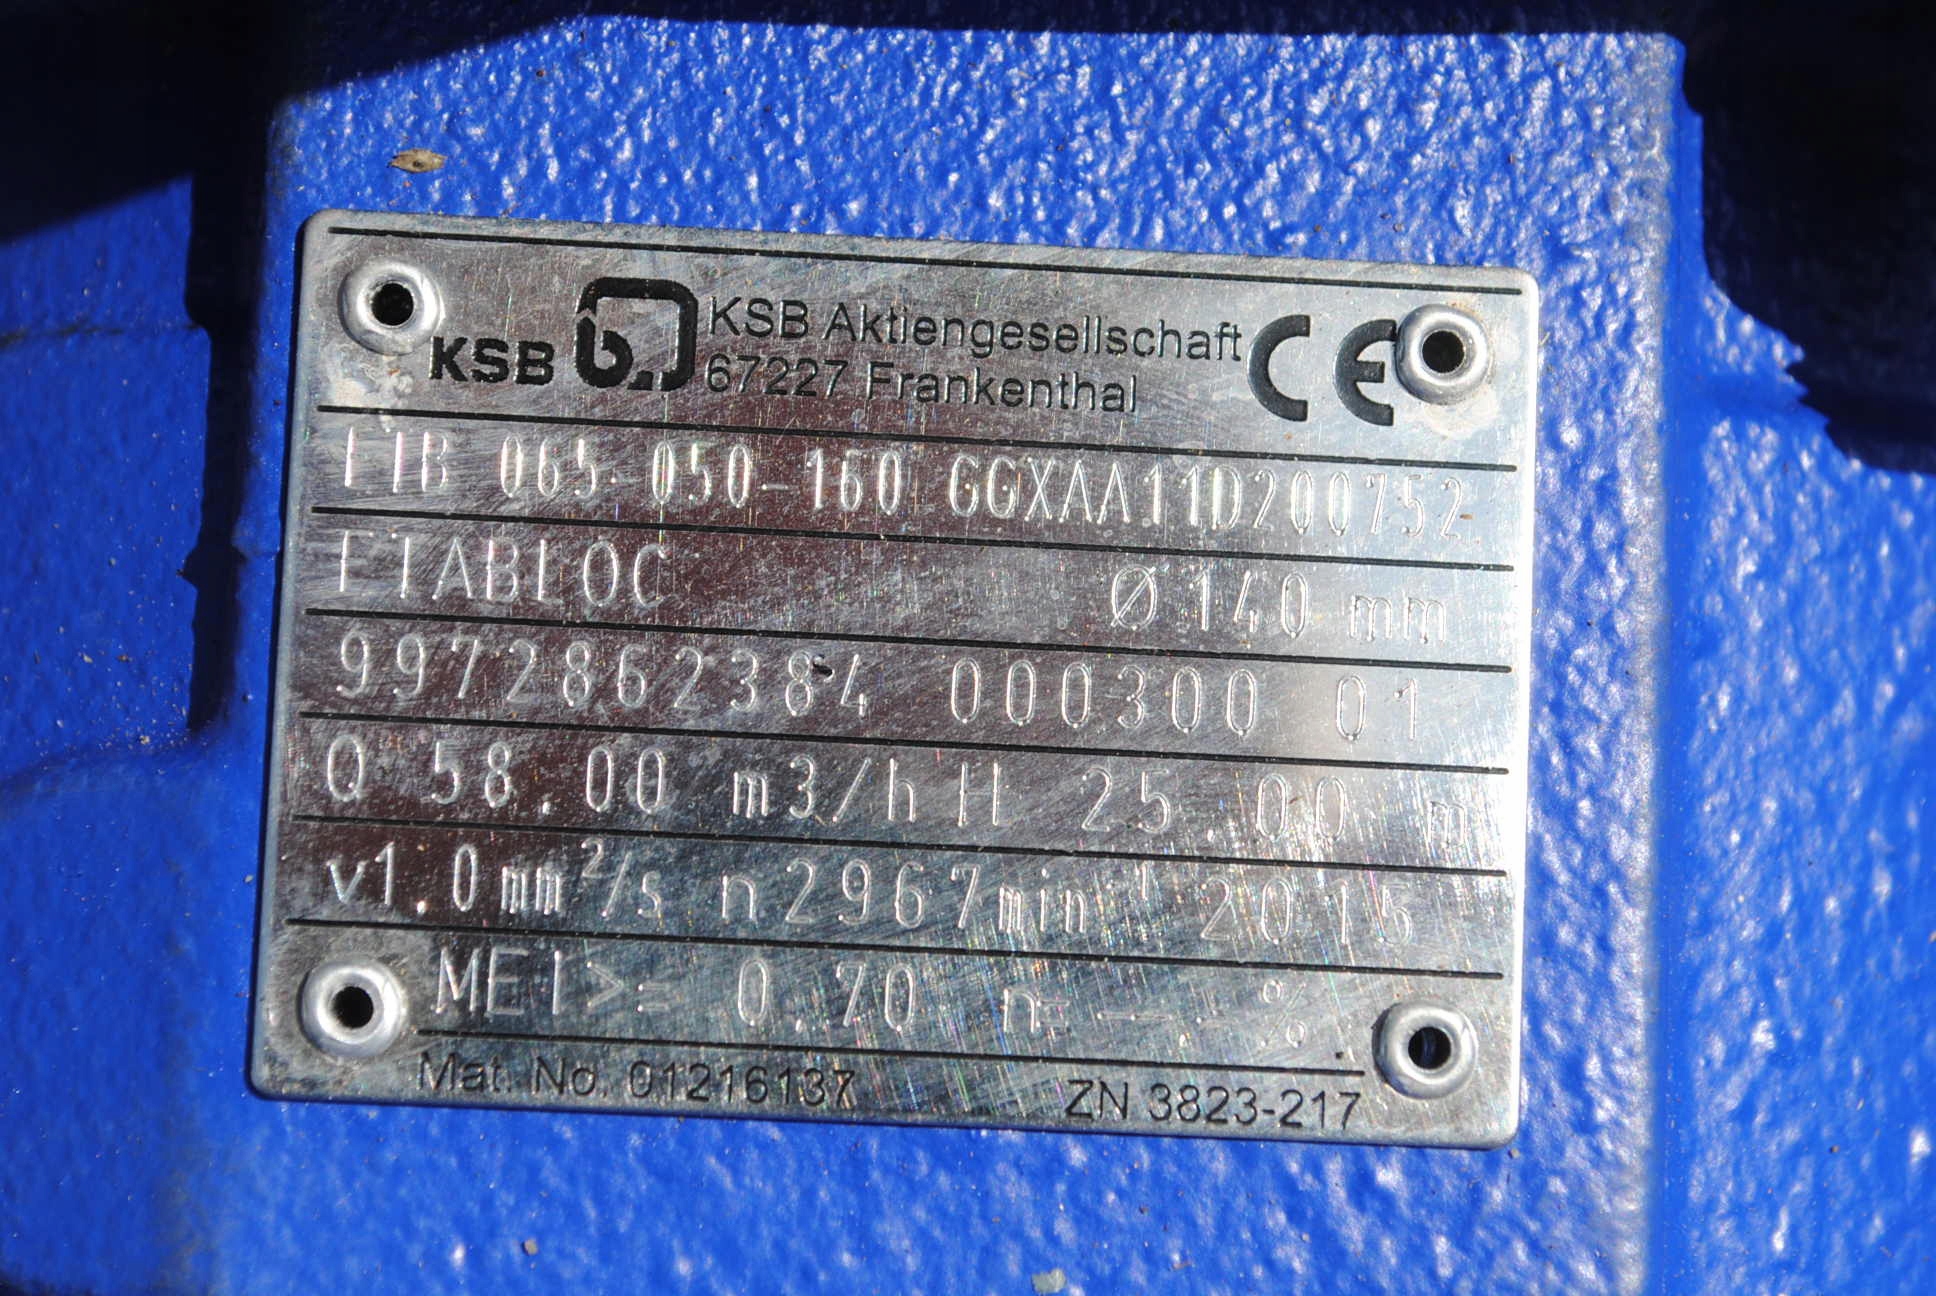 KSB KSB Aktiengesellschaft CE
67227 Frankenthal
ETB 065-050-160 GGXAA11D200752
ETABLOC Ø 140 mm
9972862384 000300 01
Q 58.00 m3/h H 25.00 m
v1.0mm²/s n2967min⁻¹ 2015
MEI>= 0.70 η=--.-%
Mat. No. 01216137 ZN 3823-217